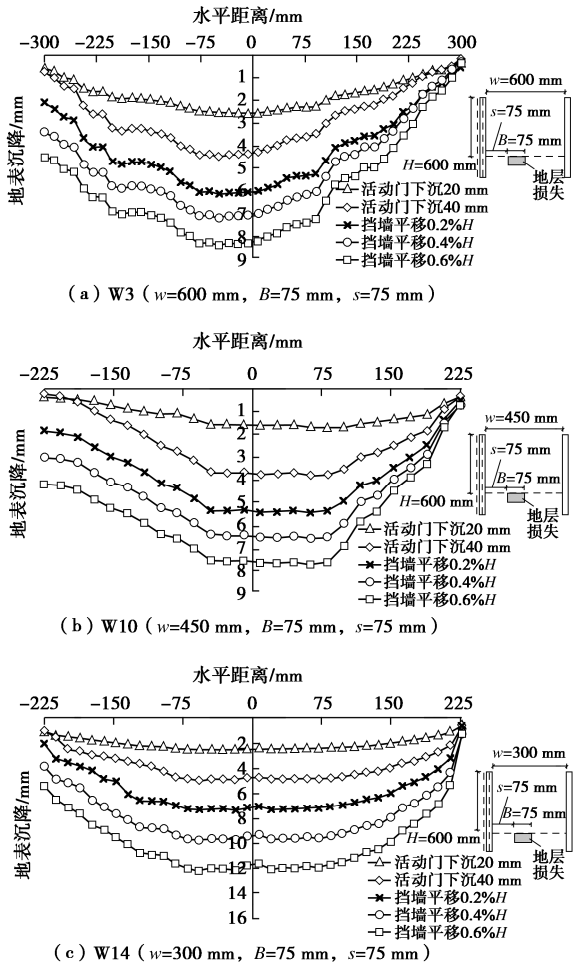 水平距离/mm
-300 -225 -150 -75 0 75 150 225 300
1
2
3
4
5
6
7
8
9
地表沉降/mm
活动门下沉20 mm
活动门下沉40 mm
挡墙平移0.2%H
挡墙平移0.4%H
挡墙平移0.6%H
w=600 mm
s=75 mm
B=75 mm
H=600 mm
地层
损失
(a) W3 (w=600 mm, B=75 mm, s=75 mm)
水平距离/mm
-225 -150 -75 0 75 150 225
1
2
3
4
5
6
7
8
9
地表沉降/mm
活动门下沉20 mm
活动门下沉40 mm
挡墙平移0.2%H
挡墙平移0.4%H
挡墙平移0.6%H
w=450 mm
s=75 mm
B=75 mm
H=600 mm
地层
损失
(b) W10 (w=450 mm, B=75 mm, s=75 mm)
水平距离/mm
-225 -150 -75 0 75 150 225
2
4
6
8
10
12
14
16
地表沉降/mm
活动门下沉20 mm
活动门下沉40 mm
挡墙平移0.2%H
挡墙平移0.4%H
挡墙平移0.6%H
w=300 mm
s=75 mm
B=75 mm
H=600 mm
地层
损失
(c) W14 (w=300 mm, B=75 mm, s=75 mm)